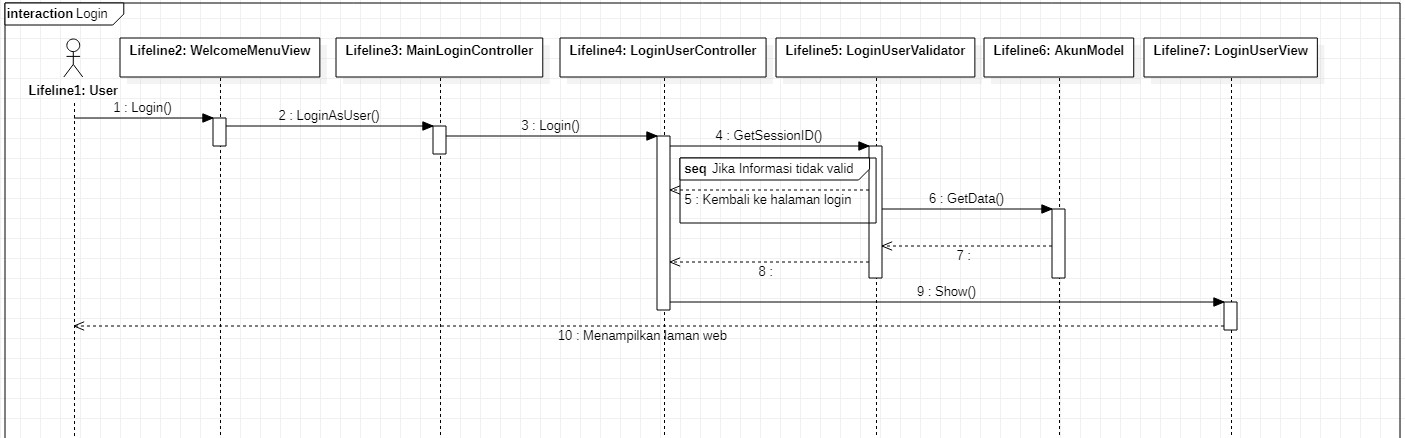 interaction Login
Lifeline1: User
Lifeline2: WelcomeMenuView
Lifeline3: MainLoginController
Lifeline4: LoginUserController
Lifeline5: LoginUserValidator
Lifeline6: AkunModel
Lifeline7: LoginUserView
1 : Login()
2 : LoginAsUser()
3 : Login()
4 : GetSessionID()
seq Jika Informasi tidak valid
5 : Kembali ke halaman login
6 : GetData()
7 :
8 :
9 : Show()
10 : Menampilkan laman web